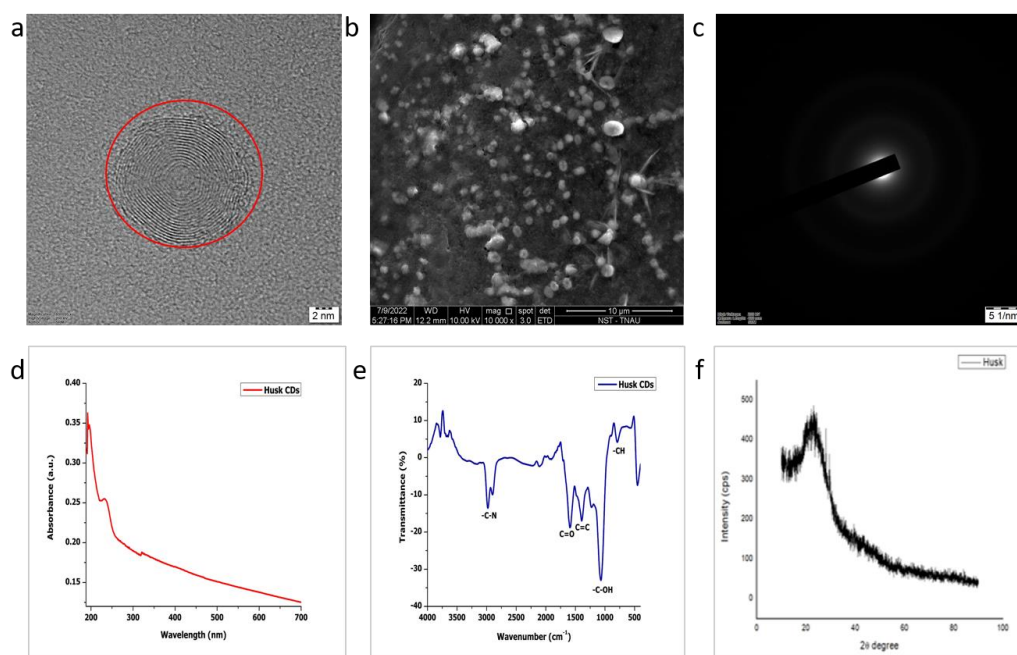 a
2 nm
b
7/9/2022 WD HV mag □ spot det
5:27:16 PM 12.2 mm 10.00 kV 10 000 x 3.0 ETD
10 µm
NST - TNAU
c
5 1/nm
d
Husk CDs
0.40
0.35
0.30
0.25
0.20
0.15
Absorbance (a.u.)
200 300 400 500 600 700
Wavelength (nm)
e
Husk CDs
20
10
0
-10
-20
-30
-40
Transmittance (%)
-C-N
C=O
C=C
-C-OH
-CH
4000 3500 3000 2500 2000 1500 1000 500
Wavenumber (cm⁻¹)
f
Husk
500
400
300
200
100
0
Intensity (cps)
0 20 40 60 80 100
2θ degree